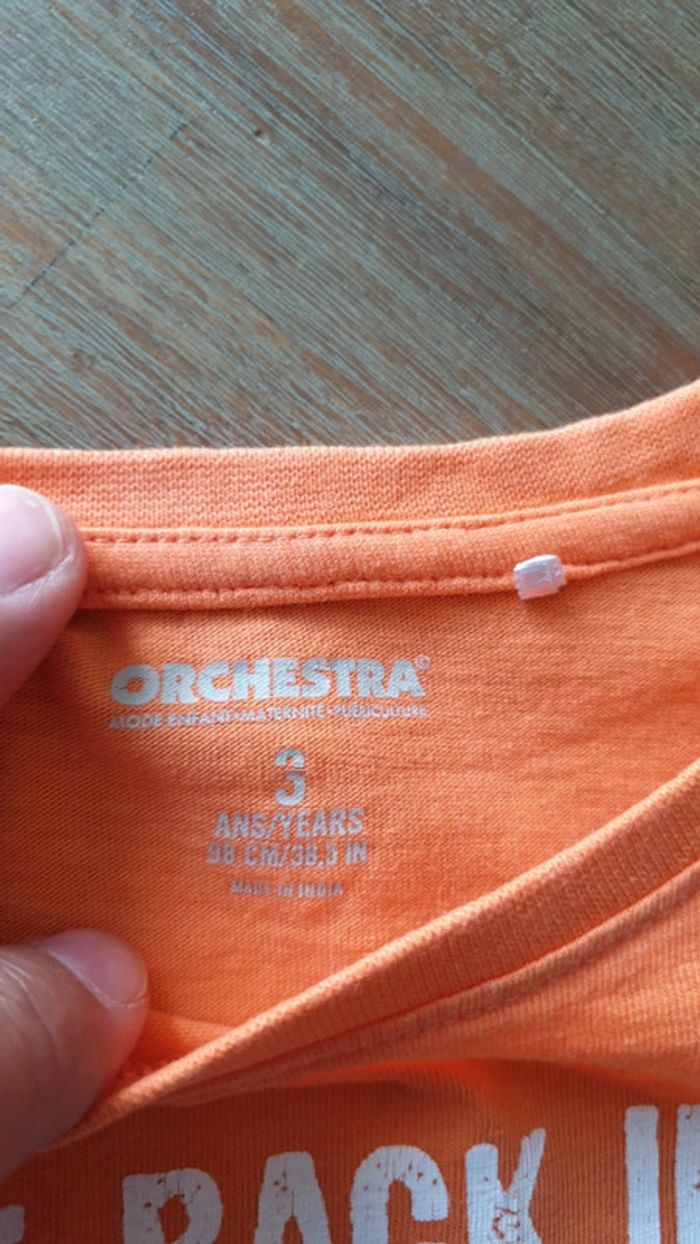 ORCHESTRA©
MODE ENFANT•MATERNITÉ•PUÉRICULTURE
3
ANS/YEARS
98 CM/38,5 IN
MADE IN INDIA
BACK